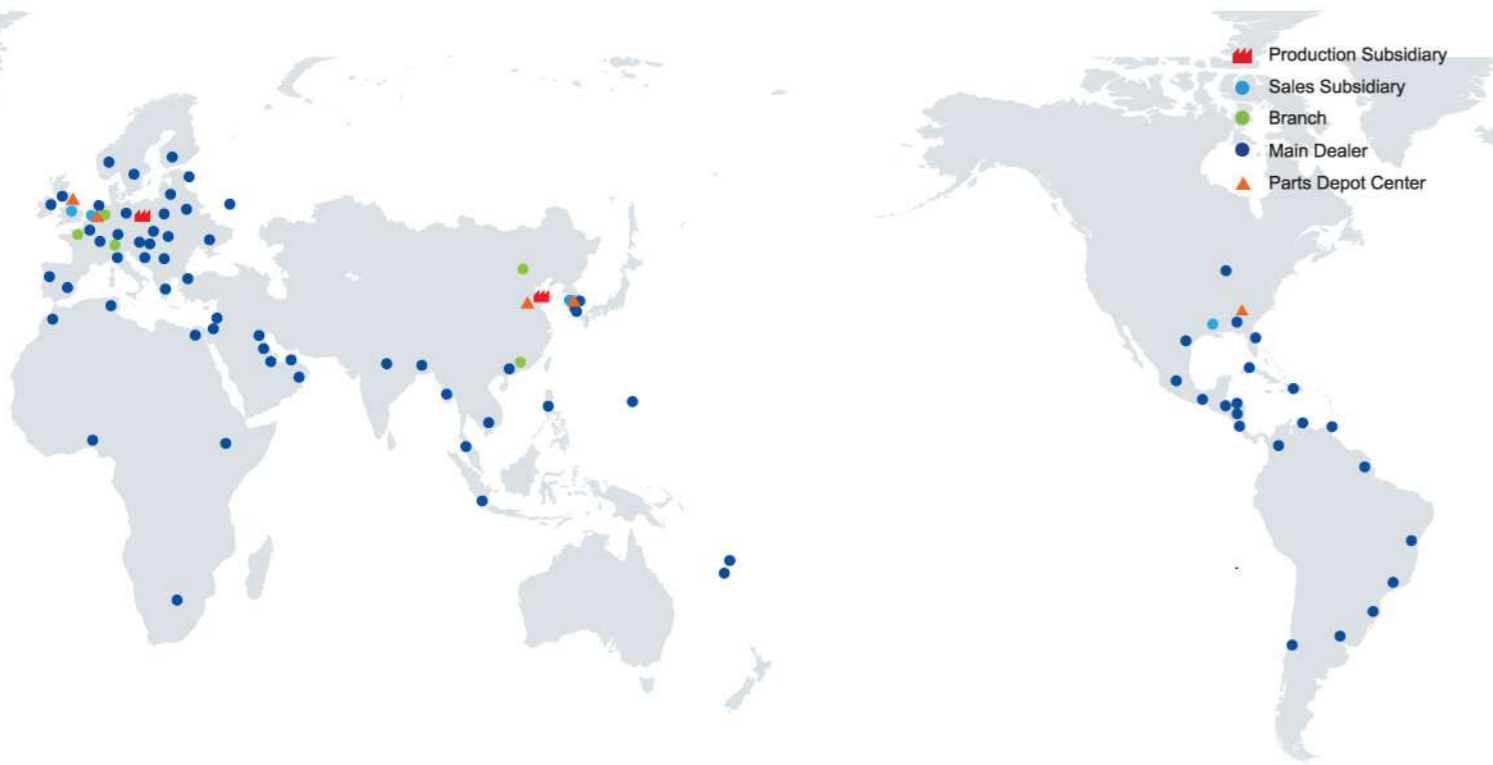 Production Subsidiary
Sales Subsidiary
Branch
Main Dealer
Parts Depot Center